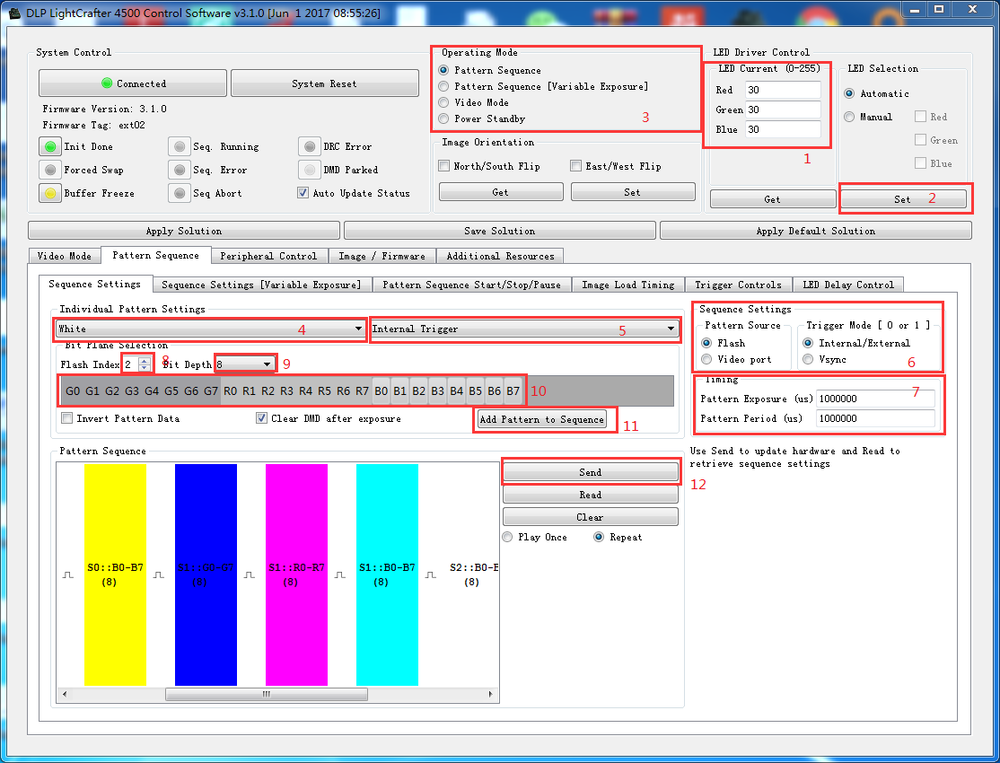 DLP LightCrafter 4500 Control Software v3.1.0 [Jun 1 2017 08:55:26]
System Control
Connected
System Reset
Firmware Version: 3.1.0
Firmware Tag: ext02
Init Done
Seq. Running
DRC Error
Forced Swap
Seq. Error
DMD Parked
Buffer Freeze
Seq Abort
Auto Update Status
Operating Mode
Pattern Sequence
Pattern Sequence [Variable Exposure]
Video Mode
Power Standby
3
Image Orientation
North/South Flip
East/West Flip
Get
Set
LED Driver Control
LED Current (0-255)
Red 30
Green 30
Blue 30
1
LED Selection
Automatic
Manual
Red
Green
Blue
Get
Set 2
Apply Solution
Save Solution
Apply Default Solution
Video Mode
Pattern Sequence
Peripheral Control
Image / Firmware
Additional Resources
Sequence Settings
Sequence Settings [Variable Exposure]
Pattern Sequence Start/Stop/Pause
Image Load Timing
Trigger Controls
LED Delay Control
Individual Pattern Settings
White 4
Internal Trigger 5
Bit Plane Selection
Flash Index 2 8
Bit Depth 8 9
G0 G1 G2 G3 G4 G5 G6 G7 R0 R1 R2 R3 R4 R5 R6 R7 B0 B1 B2 B3 B4 B5 B6 B7 10
Invert Pattern Data
Clear DMD after exposure
Add Pattern to Sequence 11
Sequence Settings
Pattern Source
Flash
Video port
Trigger Mode [ 0 or 1 ]
Internal/External
Vsync
6
Timing
7
Pattern Exposure (us) 1000000
Pattern Period (us) 1000000
Use Send to update hardware and Read to
retrieve sequence settings
Pattern Sequence
S0::B0-B7
(8)
S1::G0-G7
(8)
S1::R0-R7
(8)
S1::B0-B7
(8)
S2::B0-E
(8)
Send
12
Read
Clear
Play Once
Repeat